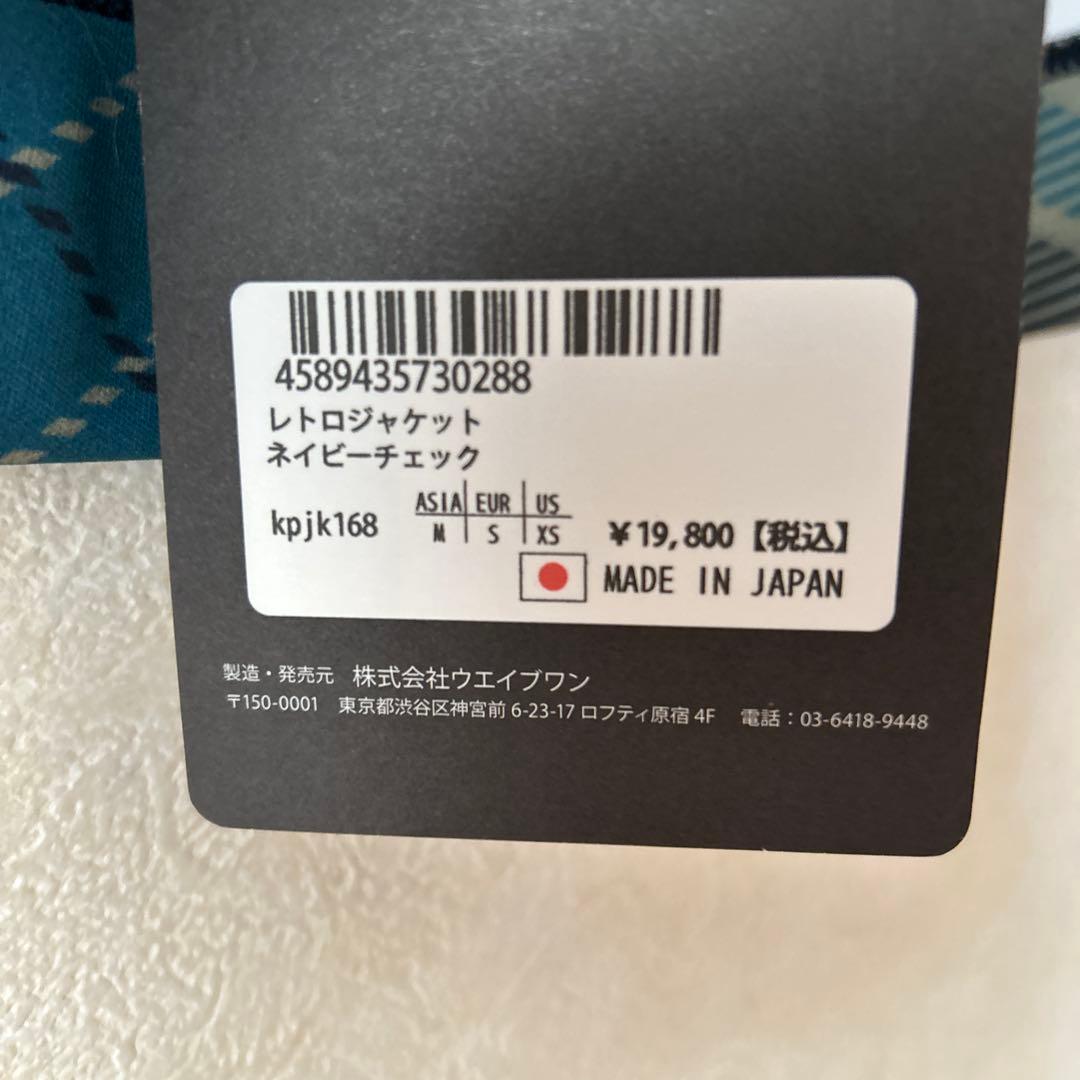 4589435730288
レトロジャケット
ネイビーチェック
kpjk168 ASIA EUR US
M S XS
￥19,800【税込】
MADE IN JAPAN
製造・発売元 株式会社ウエイブワン
〒150-0001 東京都渋谷区神宮前 6-23-17 ロフティ原宿 4F 電話：03-6418-9448